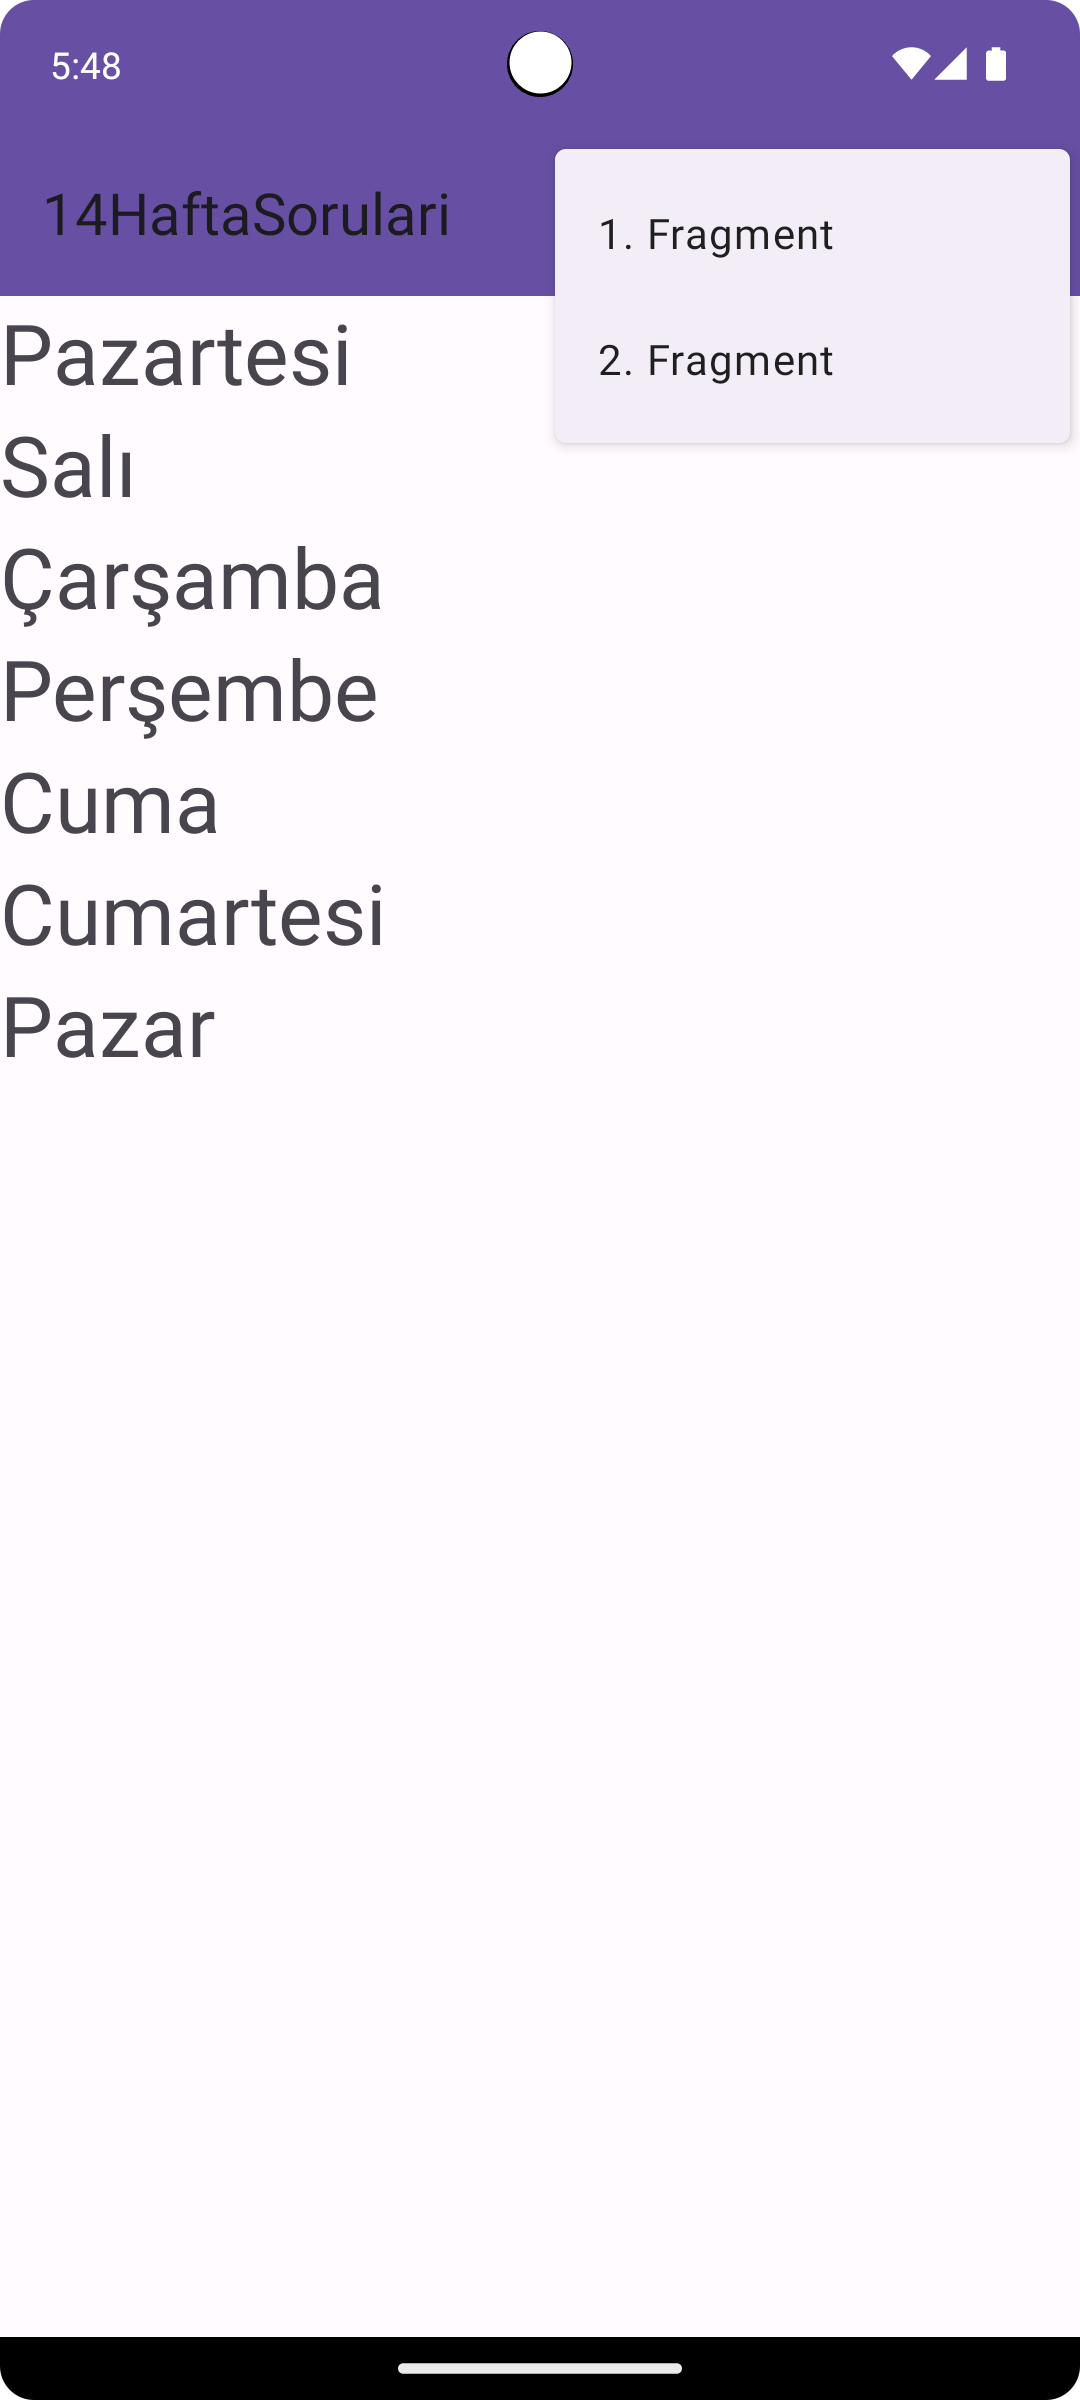 5:48
14HaftaSorulari
1. Fragment
2. Fragment
Pazartesi
Salı
Çarşamba
Perşembe
Cuma
Cumartesi
Pazar